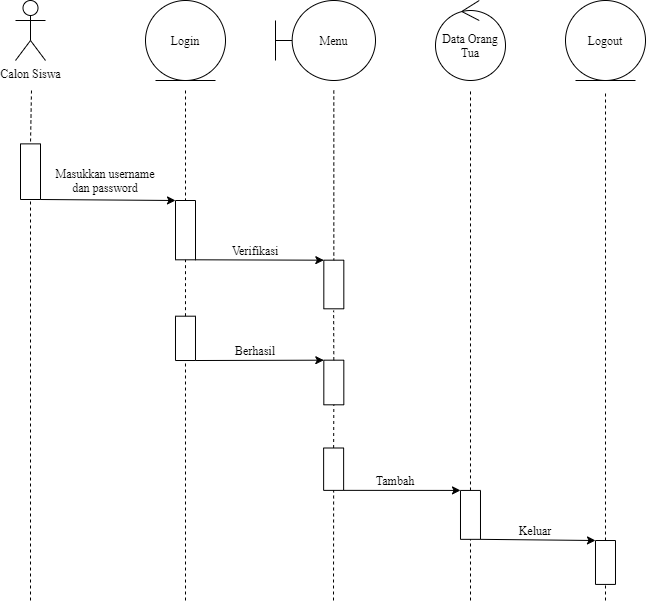 Calon Siswa
Login
Menu
Data Orang
Tua
Logout
Masukkan username
dan password
Verifikasi
Berhasil
Tambah
Keluar